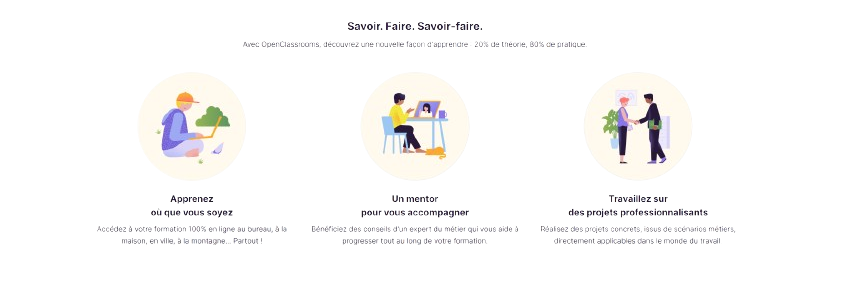 Savoir. Faire. Savoir-faire.
Avec OpenClassrooms, découvrez une nouvelle façon d'apprendre : 20% de théorie, 80% de pratique.
Apprenez
où que vous soyez
Accédez à votre formation 100% en ligne au bureau, à la
maison, en ville, à la montagne... Partout !
Un mentor
pour vous accompagner
Bénéficiez des conseils d'un expert du métier qui vous aide à
progresser tout au long de votre formation.
Travaillez sur
des projets professionnalisants
Réalisez des projets concrets, issus de scénarios métiers,
directement applicables dans le monde du travail